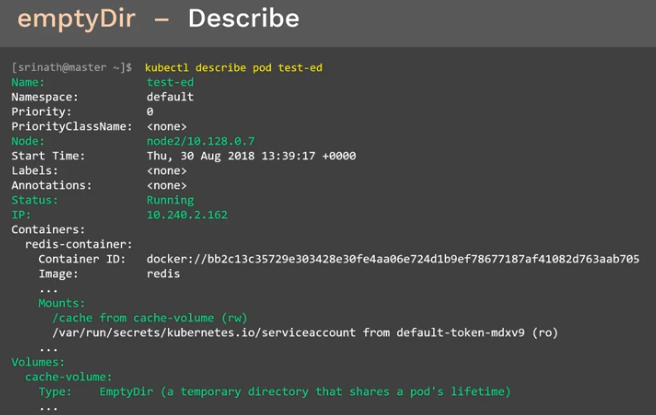 emptyDir – Describe
[srinath@master ~]$ kubectl describe pod test-ed
Name: test-ed
Namespace: default
Priority: 0
PriorityClassName: <none>
Node: node2/10.128.0.7
Start Time: Thu, 30 Aug 2018 13:39:17 +0000
Labels: <none>
Annotations: <none>
Status: Running
IP: 10.240.2.162
Containers:
redis-container:
Container ID: docker://bb2c13c35729e303428e30fe4aa06e724d1b9ef78677187af41082d763aab705
Image: redis
...
Mounts:
/cache from cache-volume (rw)
/var/run/secrets/kubernetes.io/serviceaccount from default-token-mdxv9 (ro)
...
Volumes:
cache-volume:
Type: EmptyDir (a temporary directory that shares a pod's lifetime)
...